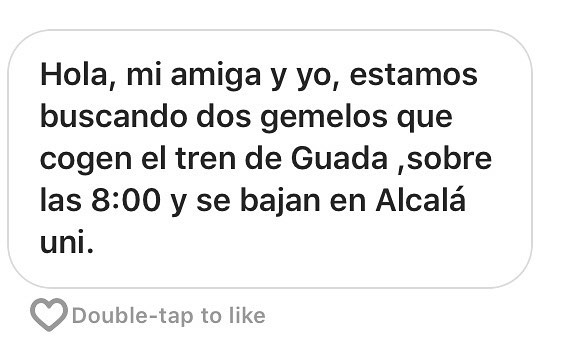 Hola, mi amiga y yo, estamos
buscando dos gemelos que
cogen el tren de Guada ,sobre
las 8:00 y se bajan en Alcalá
uni.
Double-tap to like